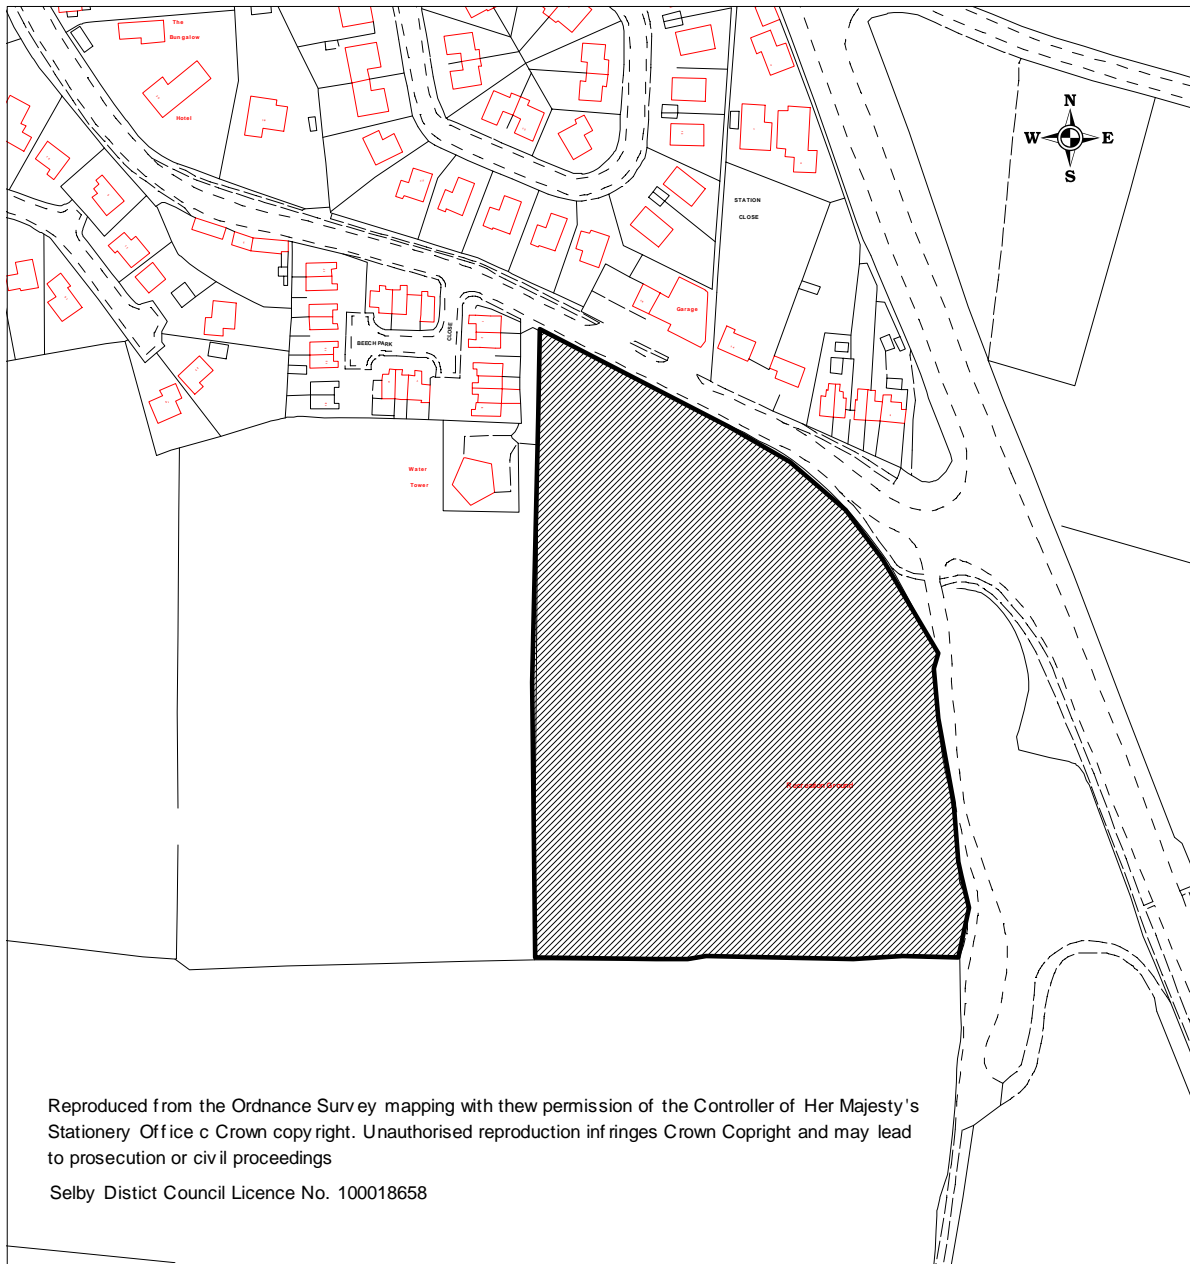 The
Bungalow
Hotel
N
W E
S
STATION
CLOSE
Garage
BEECH PARK
CLOSE
Water
Tower
Recreation Ground
Reproduced from the Ordnance Survey mapping with thew permission of the Controller of Her Majesty's
Stationery Office c Crown copyright. Unauthorised reproduction infringes Crown Copright and may lead
to prosecution or civil proceedings
Selby Distict Council Licence No. 100018658